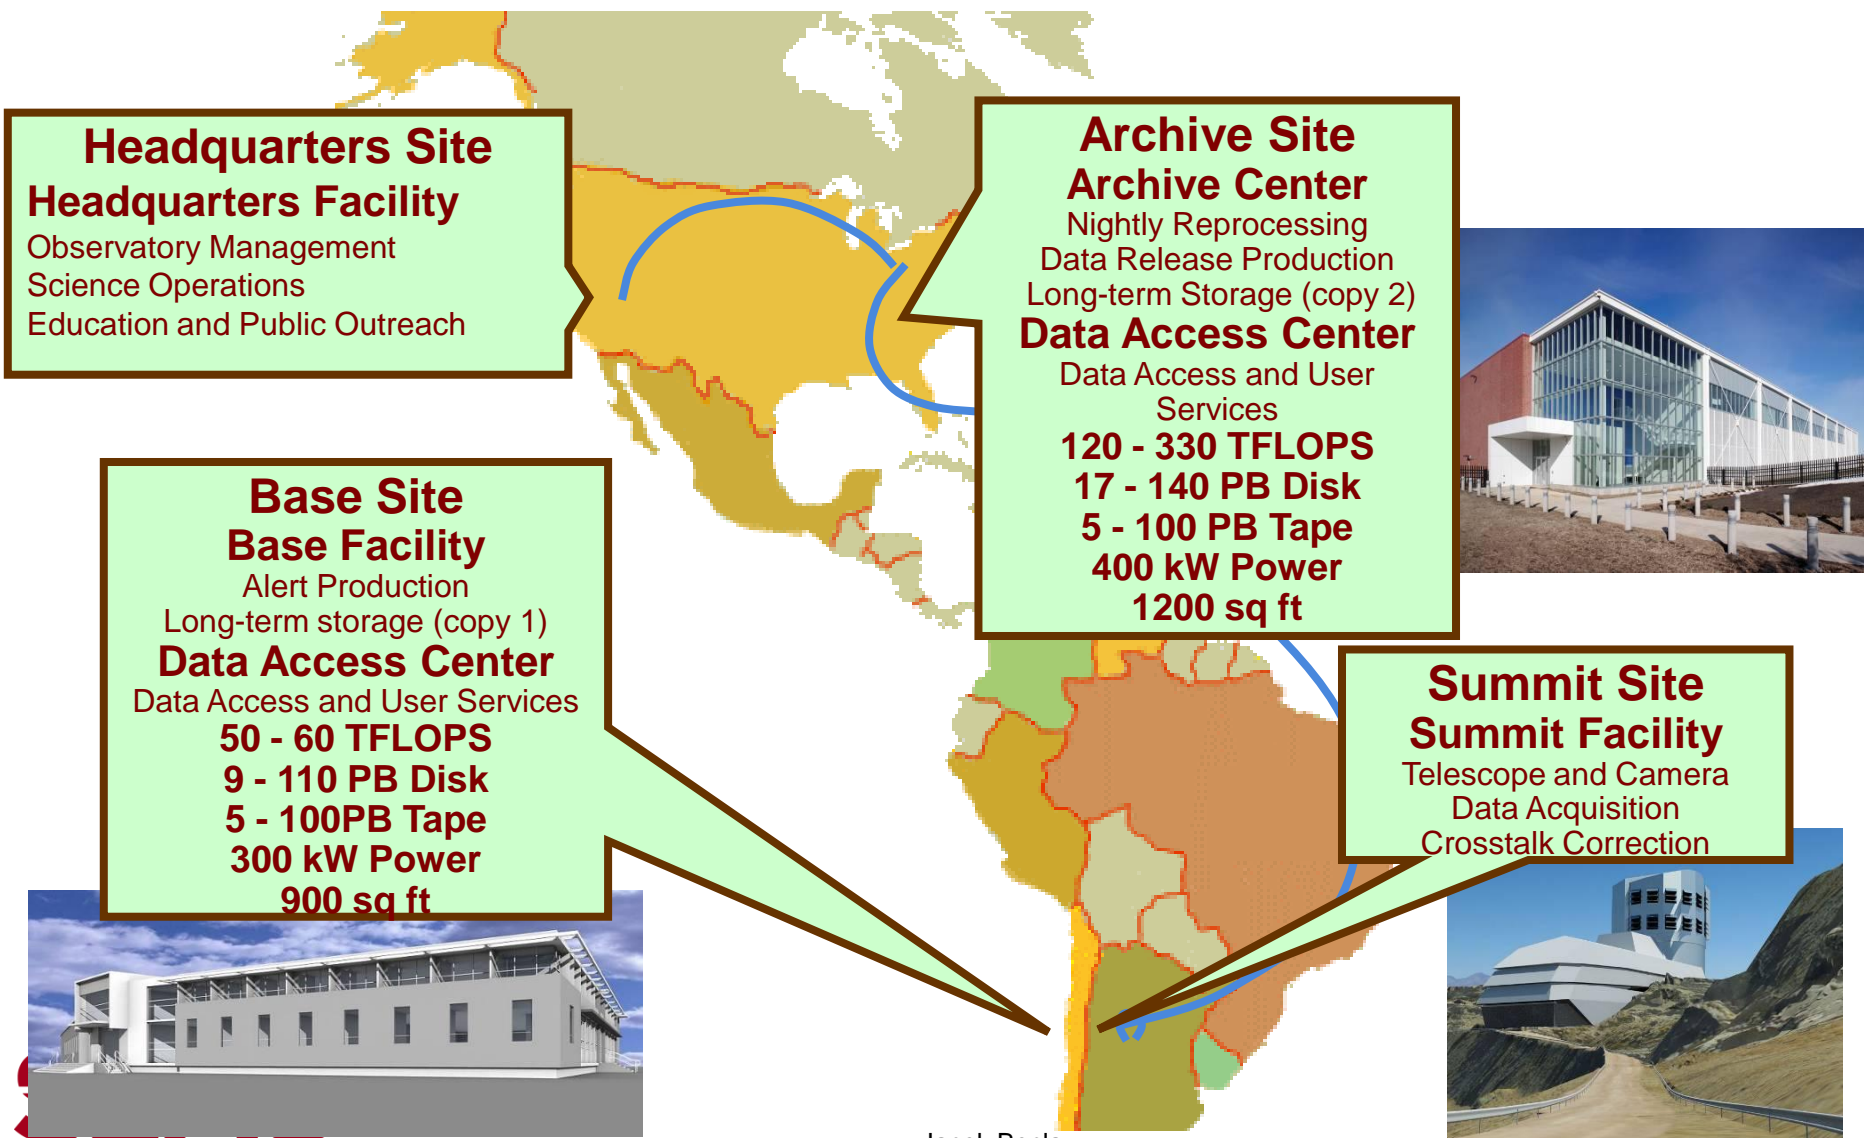 Headquarters Site
Headquarters Facility
Observatory Management
Science Operations
Education and Public Outreach
Archive Site
Archive Center
Nightly Reprocessing
Data Release Production
Long-term Storage (copy 2)
Data Access Center
Data Access and User
Services
120 - 330 TFLOPS
17 - 140 PB Disk
5 - 100 PB Tape
400 kW Power
1200 sq ft
Base Site
Base Facility
Alert Production
Long-term storage (copy 1)
Data Access Center
Data Access and User Services
50 - 60 TFLOPS
9 - 110 PB Disk
5 - 100PB Tape
300 kW Power
900 sq ft
Summit Site
Summit Facility
Telescope and Camera
Data Acquisition
Crosstalk Correction